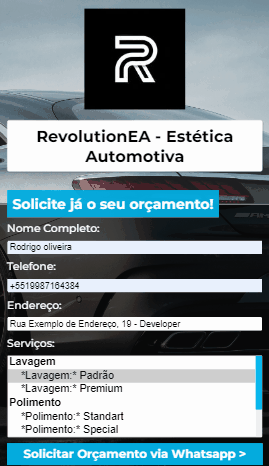 R
RevolutionEA - Estética
Automotiva
Solicite já o seu orçamento!
Nome Completo:
Rodrigo oliveira
Telefone:
+5519987164384
Endereço:
Rua Exemplo de Endereço, 19 - Developer
Serviços:
Lavagem
*Lavagem:* Padrão
*Lavagem:* Premium
Polimento
*Polimento:* Standart
*Polimento:* Special
Solicitar Orçamento via Whatsapp >